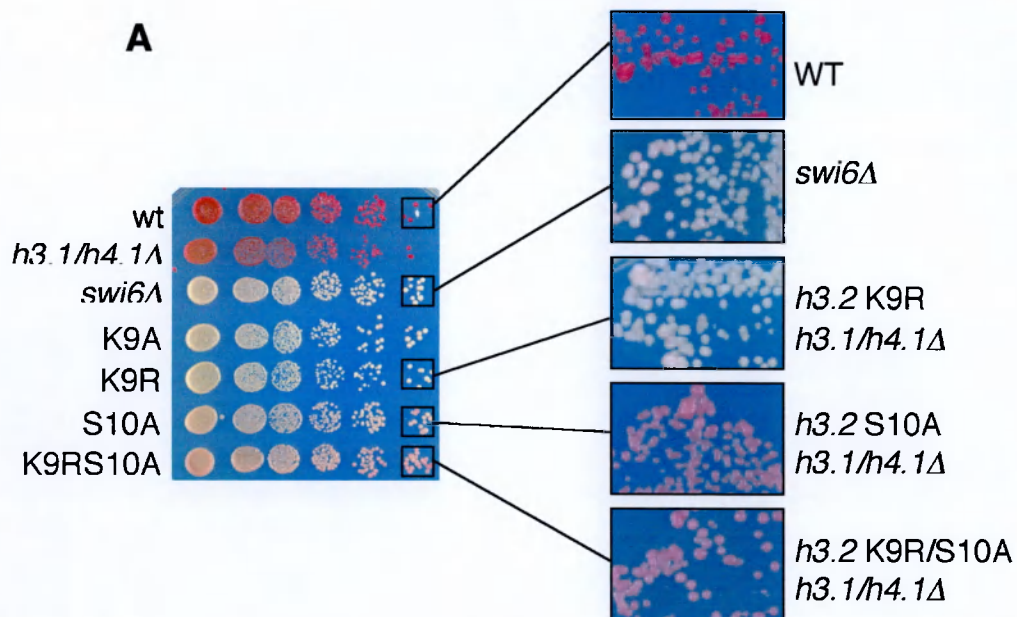 A
wt
h3.1/h4.1Δ
swi6Δ
K9A
K9R
S10A
K9RS10A
WT
swi6Δ
h3.2 K9R
h3.1/h4.1Δ
h3.2 S10A
h3.1/h4.1Δ
h3.2 K9R/S10A
h3.1/h4.1Δ